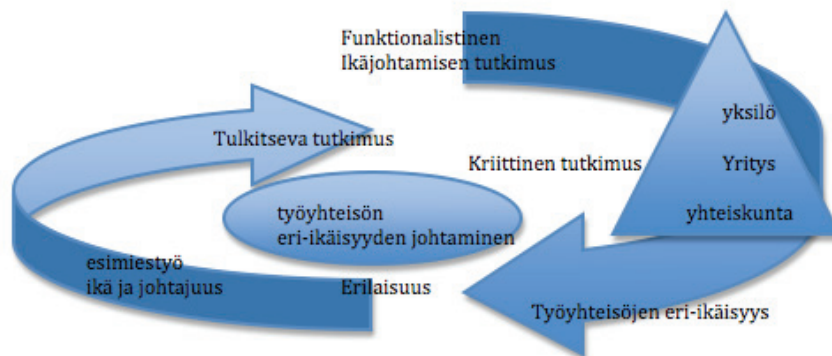 Funktionalistinen
Ikäjohtamisen tutkimus
yksilö
Tulkitseva tutkimus
Kriittinen tutkimus
Yritys
työyhteisön
eri-ikäisyyden johtaminen
yhteiskunta
esimiestyö
ikä ja johtajuus
Erilaisuus
Työyhteisöjen eri-ikäisyys